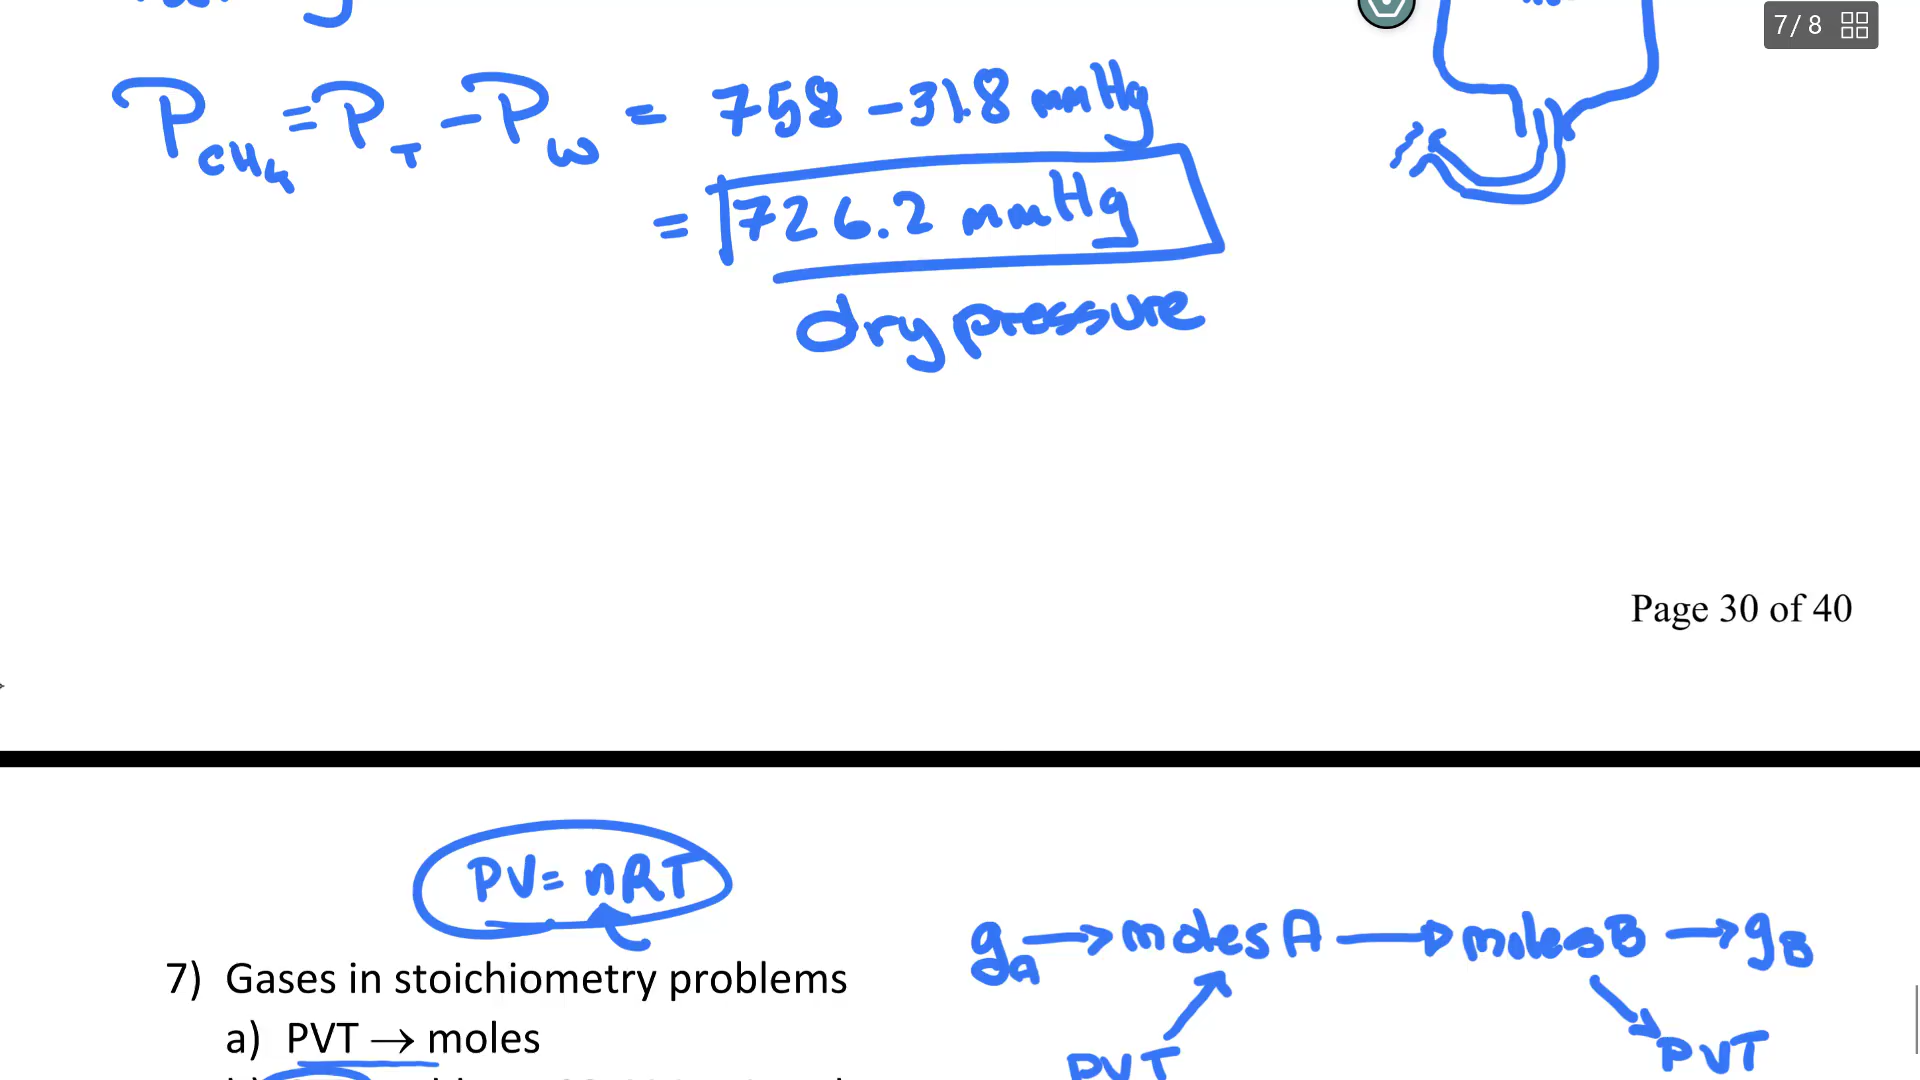 7 / 8
P_CH4 = P_T - P_W = 758 - 31.8 mmHg
= 726.2 mmHg
dry pressure
Page 30 of 40
PV = nRT
g_A → moles A → moles B → g_B
7) Gases in stoichiometry problems
a) PVT → moles
PVT PVT